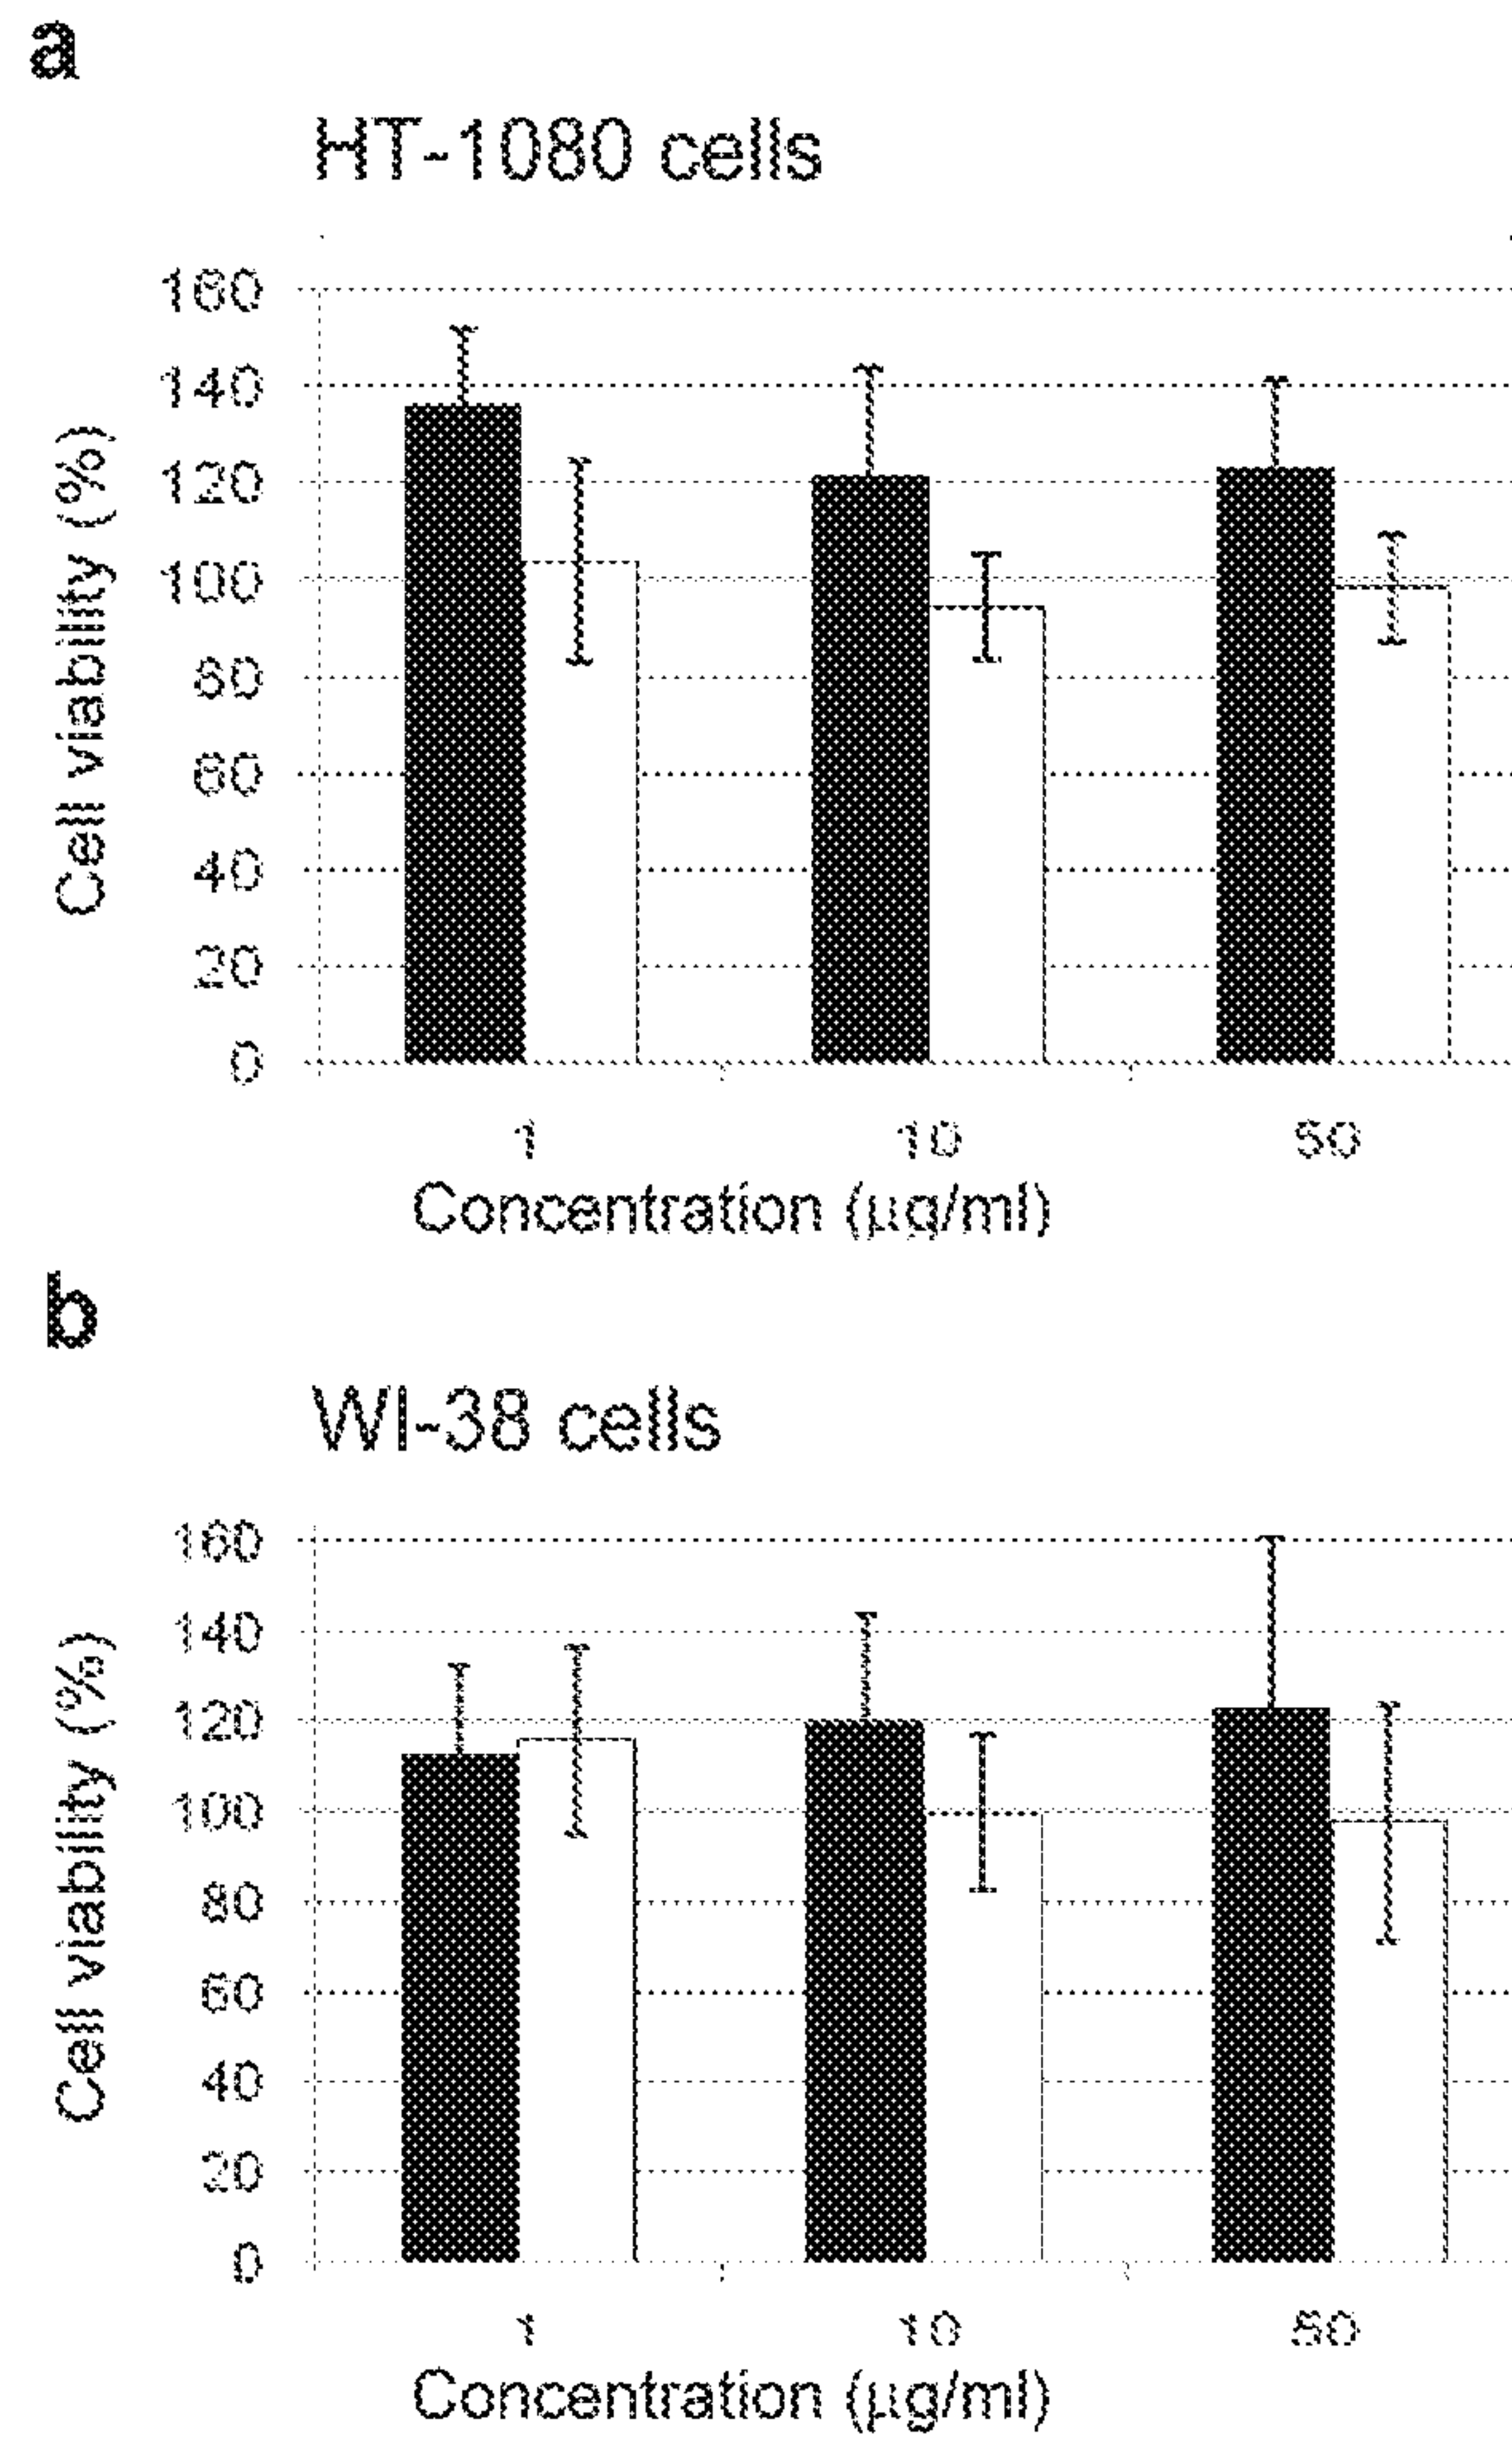 a
HT-1080 cells
160
140
120
100
80
60
40
20
0
Cell viability (%)
1 10 50
Concentration (μg/ml)
b
WI-38 cells
160
140
120
100
80
60
40
20
0
Cell viability (%)
1 10 50
Concentration (μg/ml)